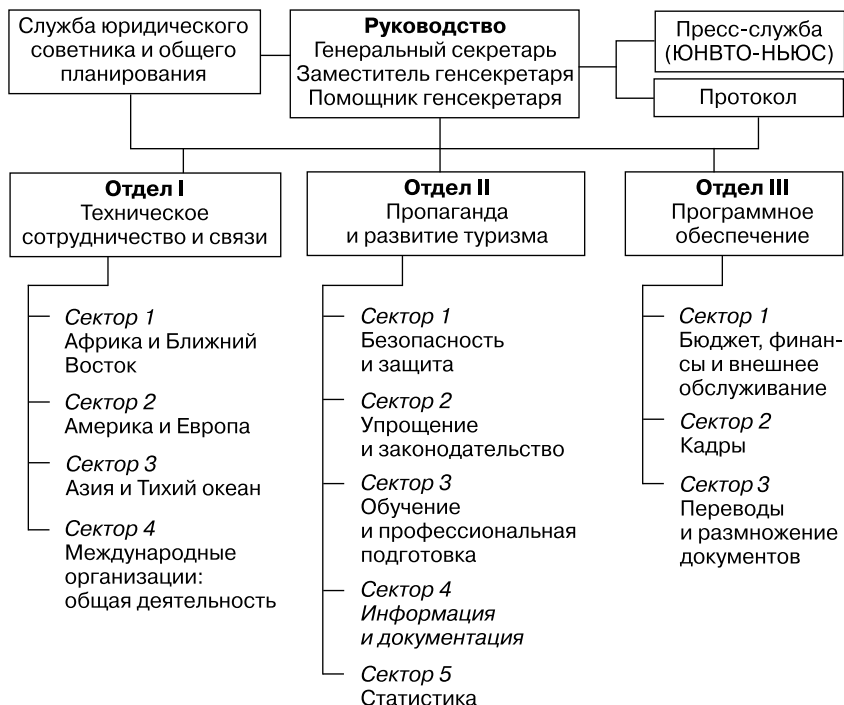 Служба юридического
советника и общего
планирования
Руководство
Генеральный секретарь
Заместитель генсекретаря
Помощник генсекретаря
Пресс-служба
(ЮНВТО-НЬЮС)
Протокол
Отдел I
Техническое
сотрудничество и связи
Отдел II
Пропаганда
и развитие туризма
Отдел III
Программное
обеспечение
Сектор 1
Африка и Ближний
Восток
Сектор 2
Америка и Европа
Сектор 3
Азия и Тихий океан
Сектор 4
Международные
организации:
общая деятельность
Сектор 1
Безопасность
и защита
Сектор 2
Упрощение
и законодательство
Сектор 3
Обучение
и профессиональная
подготовка
Сектор 4
Информация
и документация
Сектор 5
Статистика
Сектор 1
Бюджет, финан-
сы и внешнее
обслуживание
Сектор 2
Кадры
Сектор 3
Переводы
и размножение
документов